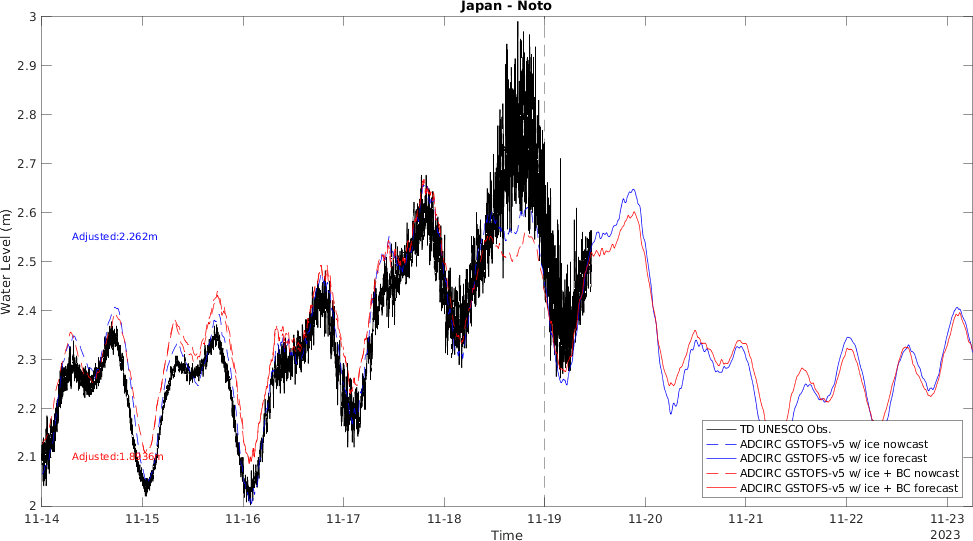 Japan - Noto
3
2.9
2.8
2.7
2.6
2.5
2.4
2.3
2.2
2.1
2
Water Level (m)
Adjusted:2.262m
Adjusted:1.8936m
TD UNESCO Obs.
ADCIRC GSTOFS-v5 w/ ice nowcast
ADCIRC GSTOFS-v5 w/ ice forecast
ADCIRC GSTOFS-v5 w/ ice + BC nowcast
ADCIRC GSTOFS-v5 w/ ice + BC forecast
11-14 11-15 11-16 11-17 11-18 11-19 11-20 11-21 11-22 11-23
2023
Time